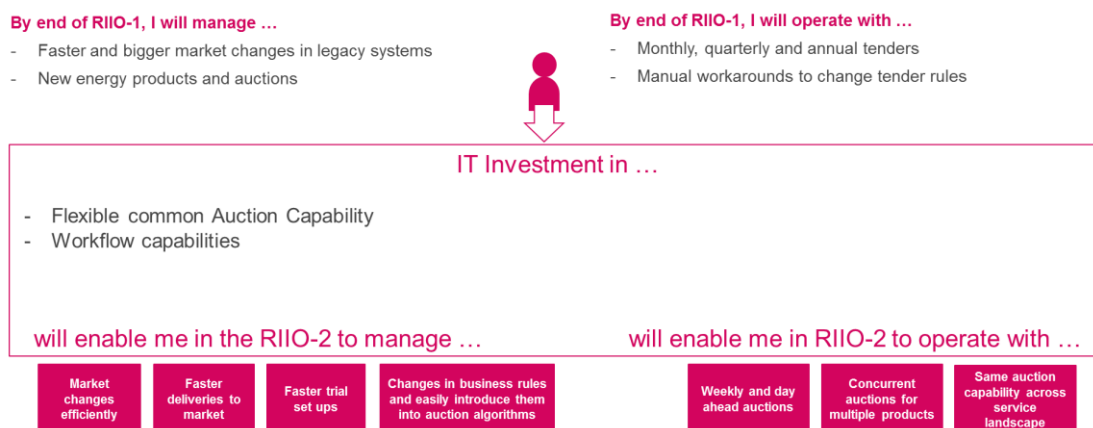 By end of RIIO-1, I will manage …
- Faster and bigger market changes in legacy systems
- New energy products and auctions
By end of RIIO-1, I will operate with …
- Monthly, quarterly and annual tenders
- Manual workarounds to change tender rules
IT Investment in …
- Flexible common Auction Capability
- Workflow capabilities
will enable me in the RIIO-2 to manage …
will enable me in RIIO-2 to operate with …
Market
changes
efficiently
Faster
deliveries to
market
Faster trial
set ups
Changes in business rules
and easily introduce them
into auction algorithms
Weekly and day
ahead auctions
Concurrent
auctions for
multiple products
Same auction
capability across
service
landscape